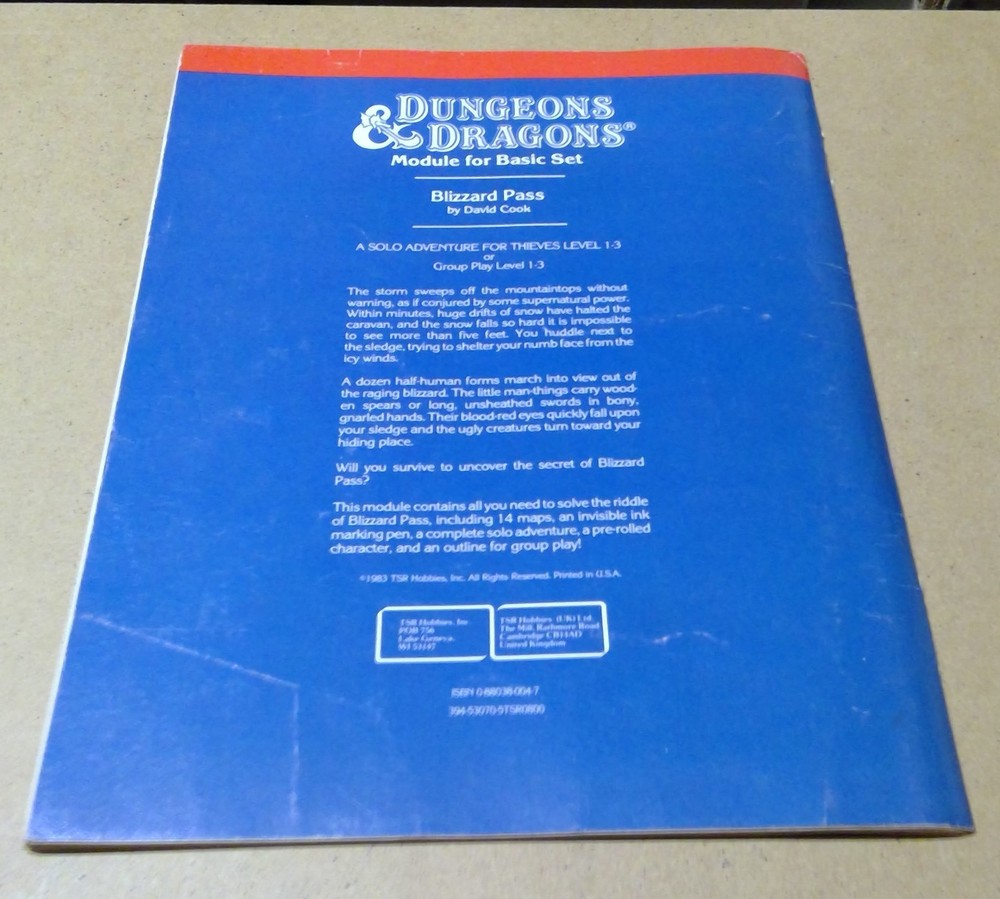 DUNGEONS
& DRAGONS®
Module for Basic Set
Blizzard Pass
by David Cook
A SOLO ADVENTURE FOR THIEVES LEVEL 1-3
or
Group Play Level 1-3
The storm sweeps off the mountaintops without
warning, as if conjured by some supernatural power.
Within minutes, huge drifts of snow have halted the
caravan, and the snow falls so hard it is impossible
to see more than five feet. You huddle next to
the sledge, trying to shelter your numb face from the
icy winds.
A dozen half-human forms march into view out of
the raging blizzard. The little man-things carry wood-
en spears or long, unsheathed swords in bony,
gnarled hands. Their blood-red eyes quickly fall upon
your sledge and the ugly creatures turn toward your
hiding place.
Will you survive to uncover the secret of Blizzard
Pass?
This module contains all you need to solve the riddle
of Blizzard Pass, including 14 maps, an invisible ink
marking pen, a complete solo adventure, a pre-rolled
character, and an outline for group play!
©1983 TSR Hobbies, Inc. All Rights Reserved. Printed in U.S.A.
TSR Hobbies, Inc
POB 756
Lake Geneva,
WI 53147
TSR Hobbies (UK) Ltd.
The Mill, Rathmore Road
Cambridge CB14AD
United Kingdom
ISBN 0-88038-004-7
394-53070-5TSR0800